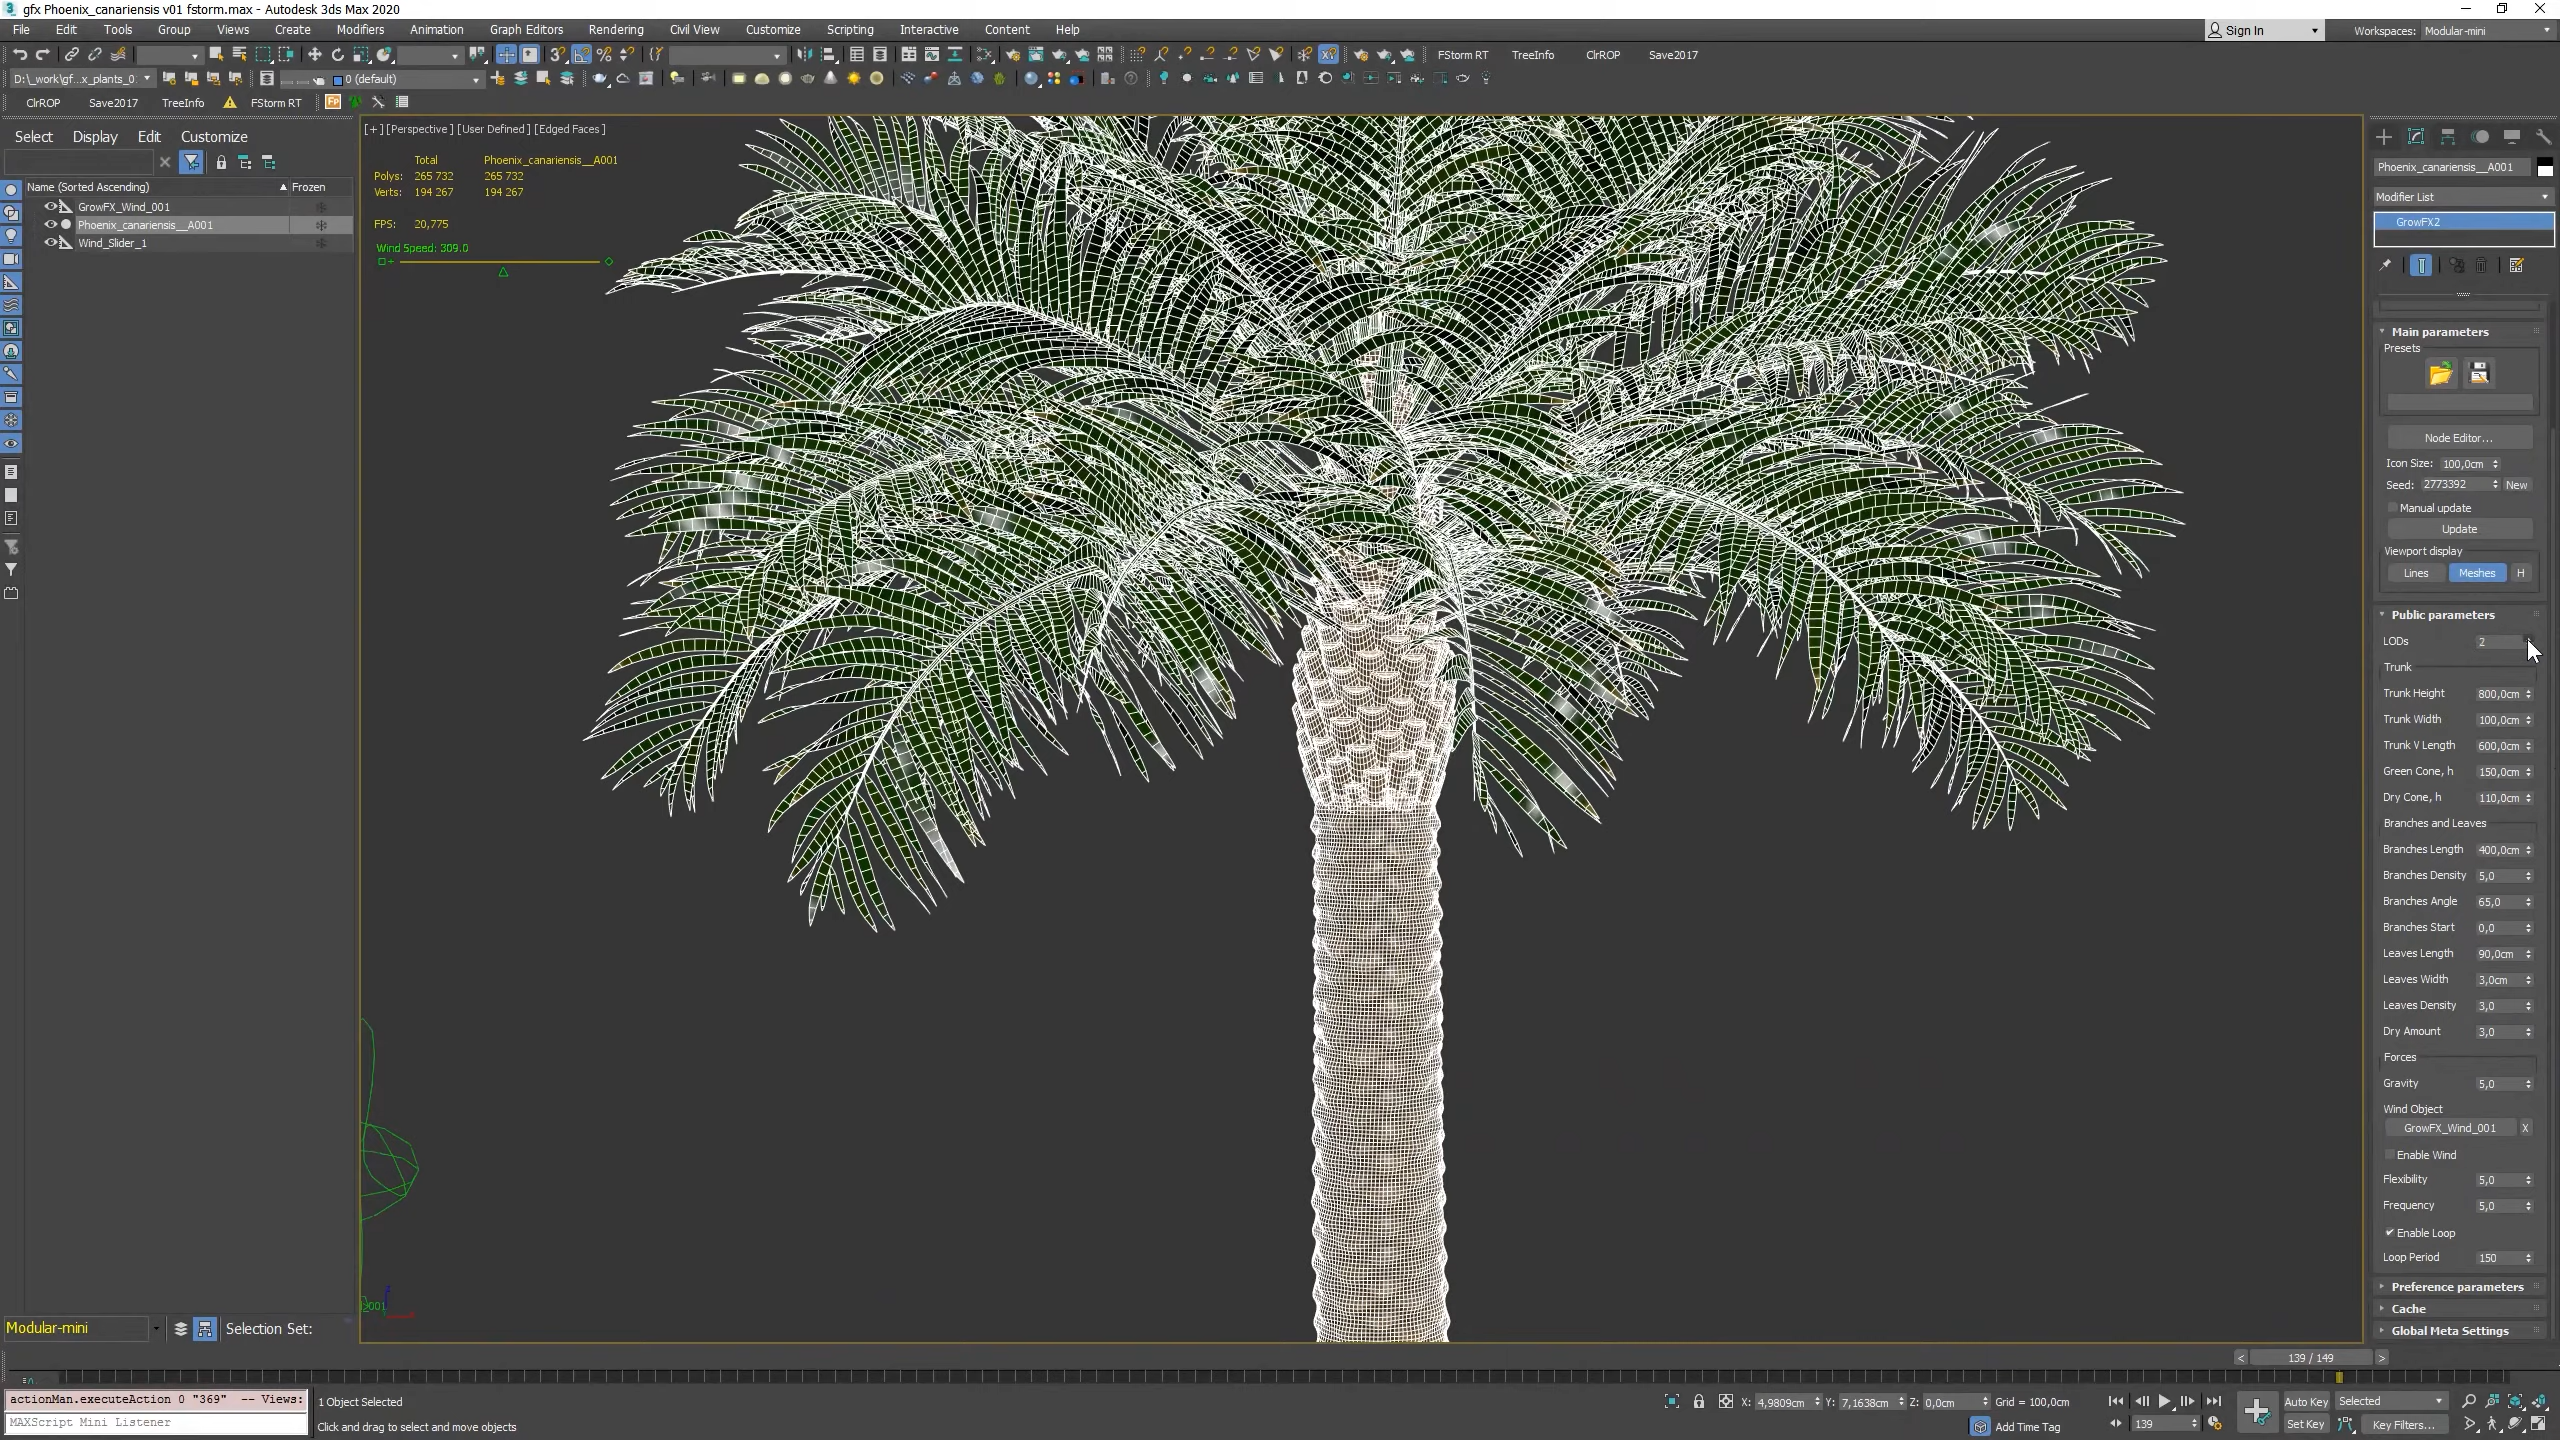 gfx Phoenix_canariensis v01 fstorm.max - Autodesk 3ds Max 2020
File Edit Tools Group Views Create Modifiers Animation Graph Editors Rendering Civil View Customize Scripting Interactive Content Help
Sign In
Workspaces: Modular-mini
FStorm RT TreeInfo ClrROP Save2017
D:\_work\gf...x_plants_0
0 (default)
ClrROP Save2017 TreeInfo FStorm RT
Select Display Edit Customize
Name (Sorted Ascending) Frozen
GrowFX_Wind_001
Phoenix_canariensis__A001
Wind_Slider_1
[+] [Perspective] [User Defined] [Edged Faces]
Total Phoenix_canariensis__A001
Polys: 265 732 265 732
Verts: 194 267 194 267
FPS: 20,775
Wind Speed: 309.0
Phoenix_canariensis__A001
Modifier List
GrowFX2
Main parameters
Presets
Node Editor...
Icon Size: 100,0cm
Seed: 2773392 New
Manual update
Update
Viewport display
Lines Meshes H
Public parameters
LODs 2
Trunk
Trunk Height 800,0cm
Trunk Width 100,0cm
Trunk V Length 600,0cm
Green Cone, h 150,0cm
Dry Cone, h 110,0cm
Branches and Leaves
Branches Length 400,0cm
Branches Density 5,0
Branches Angle 65,0
Branches Start 0,0
Leaves Length 90,0cm
Leaves Width 3,0cm
Leaves Density 3,0
Dry Amount 3,0
Forces
Gravity 5,0
Wind Object
GrowFX_Wind_001 X
Enable Wind
Flexibility 5,0
Frequency 5,0
Enable Loop
Loop Period 150
Preference parameters
Cache
Global Meta Settings
Modular-mini
Selection Set:
< 139 / 149 >
actionMan.executeAction 0 "369" -- Views:
MAXScript Mini Listener
1 Object Selected
Click and drag to select and move objects
X: 4,9809cm Y: 7,1638cm Z: 0,0cm Grid = 100,0cm
Add Time Tag
139
Auto Key Selected
Set Key Key Filters...